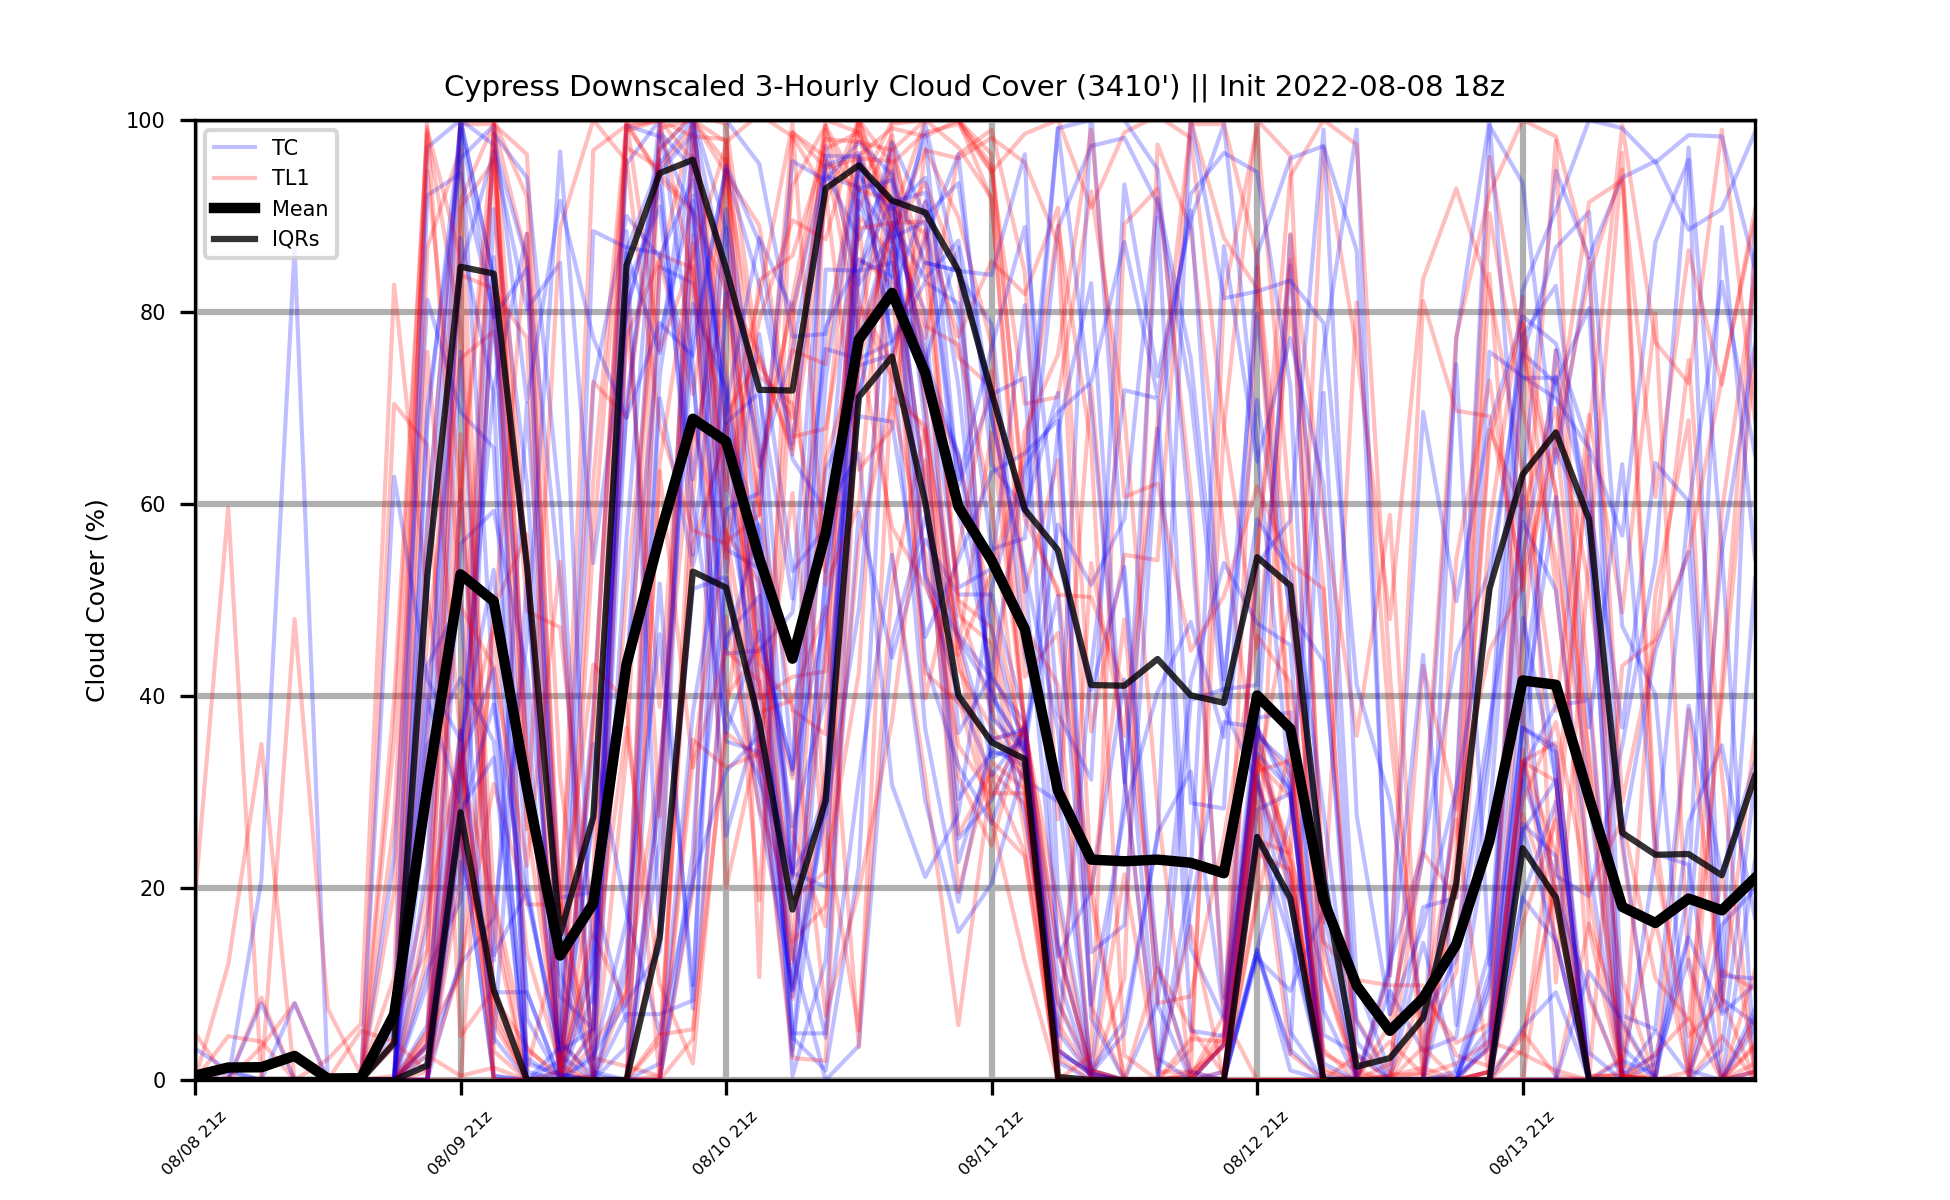 Cypress Downscaled 3-Hourly Cloud Cover (3410') || Init 2022-08-08 18z
TC
TL1
Mean
IQRs
Cloud Cover (%)
100
80
60
40
20
0
08/08 21z
08/09 21z
08/10 21z
08/11 21z
08/12 21z
08/13 21z